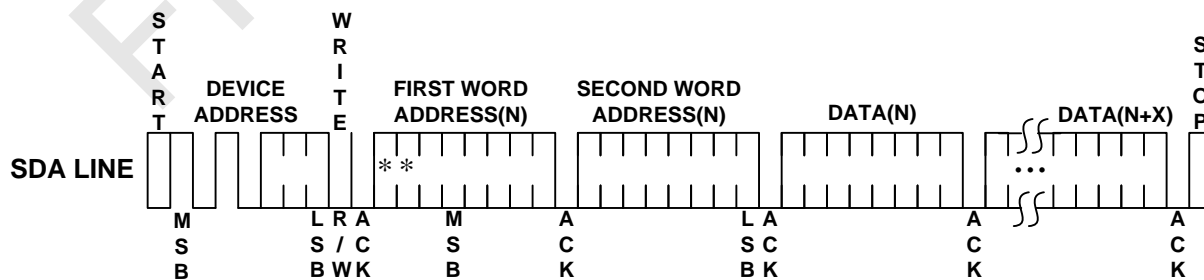 START
WRITE
STOP
DEVICE
ADDRESS
FIRST WORD
ADDRESS(N)
SECOND WORD
ADDRESS(N)
DATA(N)
DATA(N+X)
SDA LINE
* *
...
MSB
LSB
R/W
ACK
MSB
ACK
LSB
ACK
ACK
ACK